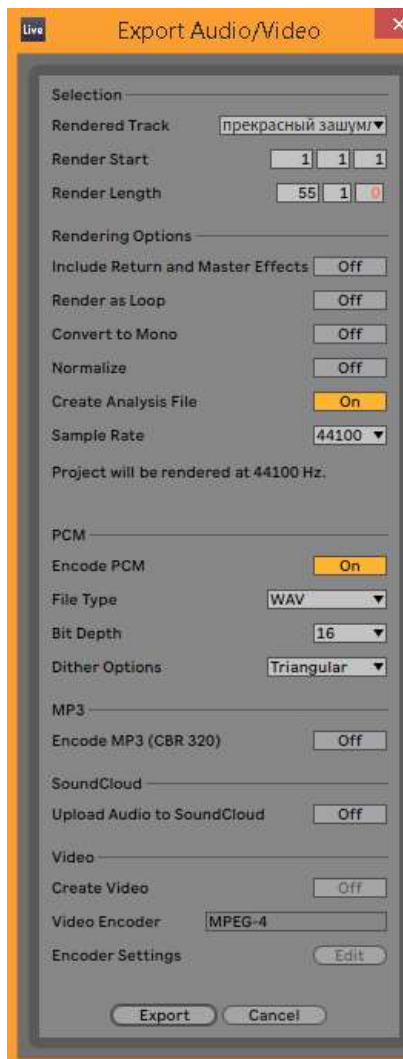 Live Export Audio/Video
Selection
Rendered Track прекрасный
Render Start 1 1 1
Render Length 55 1 0
Rendering Options
Include Return and Master Effects Off
Render as Loop Off
Convert to Mono Off
Normalize Off
Create Analysis File On
Sample Rate 44100
Project will be rendered at 44100 Hz.
PCM
Encode PCM On
File Type WAV
Bit Depth 16
Dither Options Triangular
MP3
Encode MP3 (CBR 320) Off
SoundCloud
Upload Audio to SoundCloud Off
Video
Create Video Off
Video Encoder MPEG-4
Encoder Settings Edit
Export Cancel